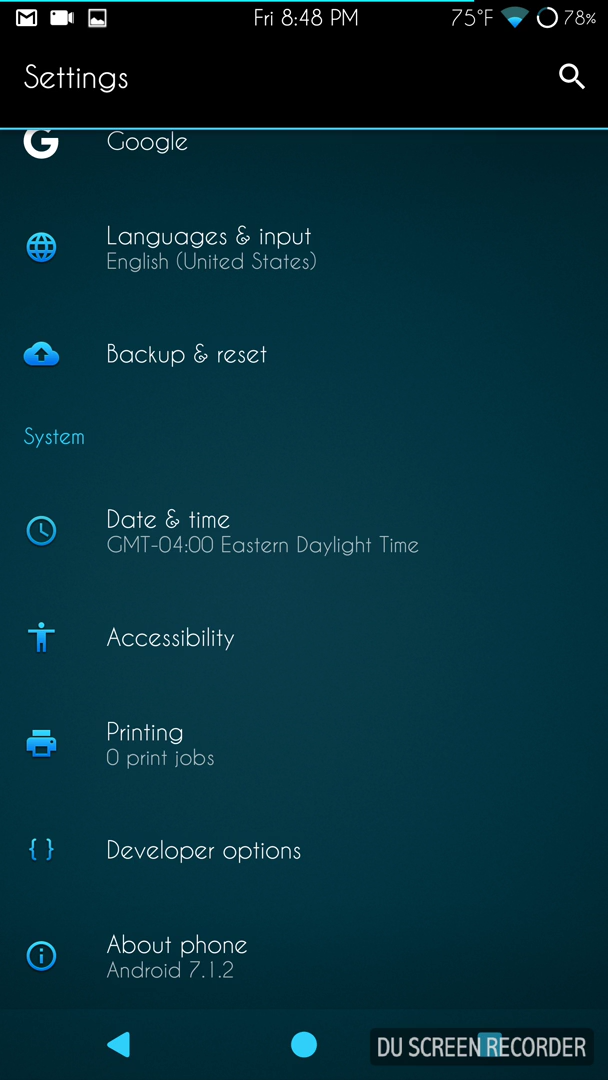 Fri 8:48 PM
75°F
78%
Settings
Google
Languages & input
English (United States)
Backup & reset
System
Date & time
GMT-04:00 Eastern Daylight Time
Accessibility
Printing
0 print jobs
{ } Developer options
About phone
Android 7.1.2
DU SCREEN RECORDER